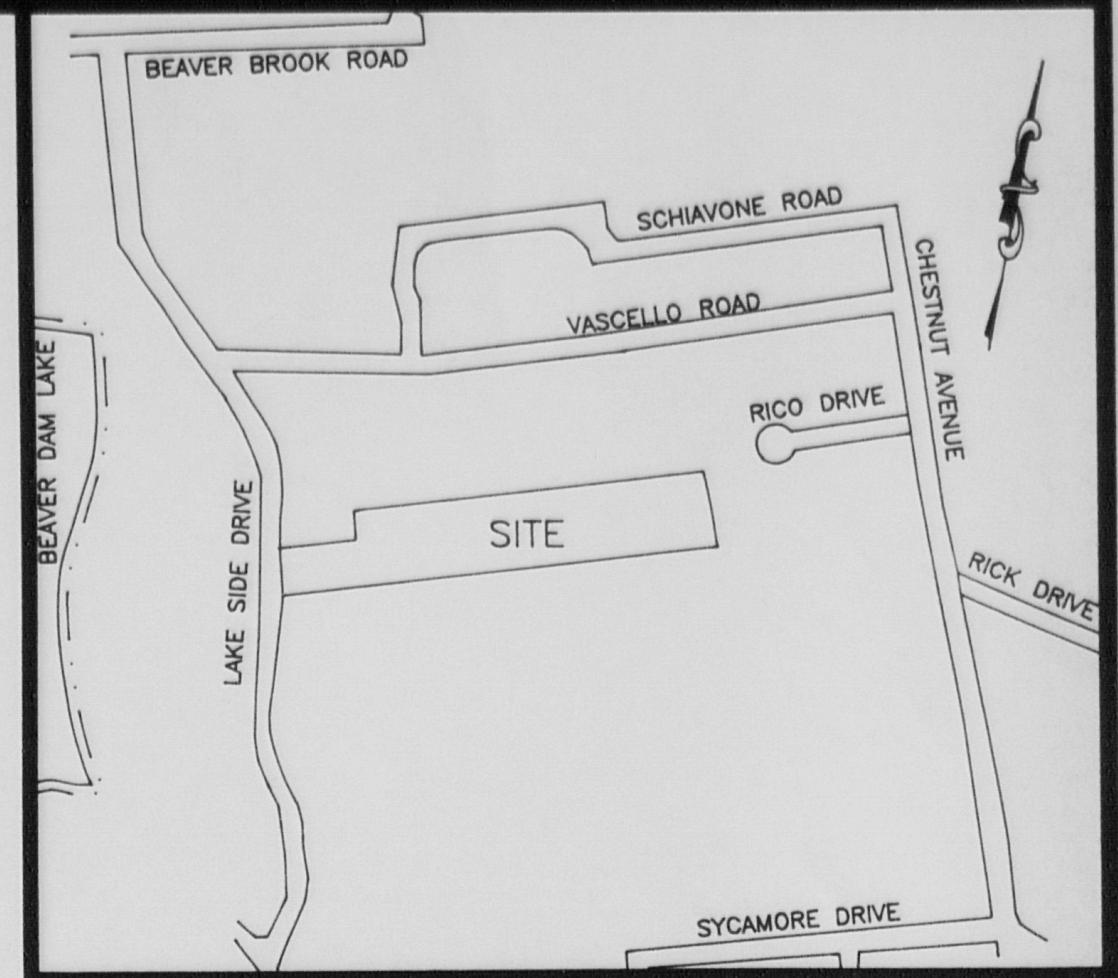 BEAVER BROOK ROAD
SCHIAVONE ROAD
CHESTNUT AVENUE
VASCELLO ROAD
BEAVER DAM LAKE
RICO DRIVE
LAKE SIDE DRIVE
SITE
RICK DRIVE
SYCAMORE DRIVE